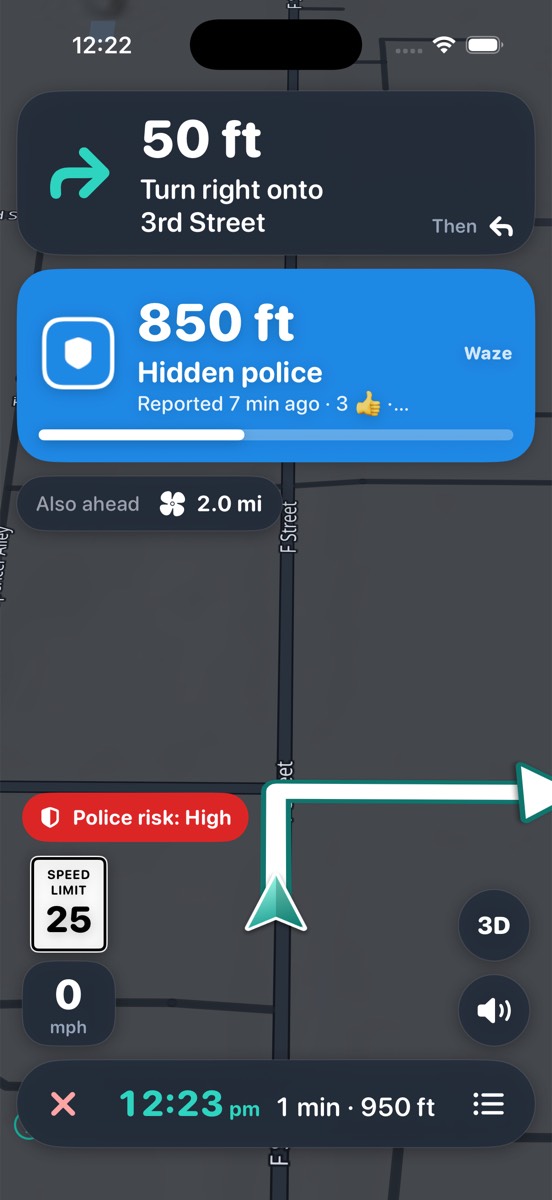 12:22
50 ft
Turn right onto
3rd Street
Then
850 ft
Hidden police
Waze
Reported 7 min ago · 3 👍 ·...
Also ahead 2.0 mi
F Street
eet
Police risk: High
SPEED
LIMIT
25
3D
0
mph
12:23 pm 1 min · 950 ft